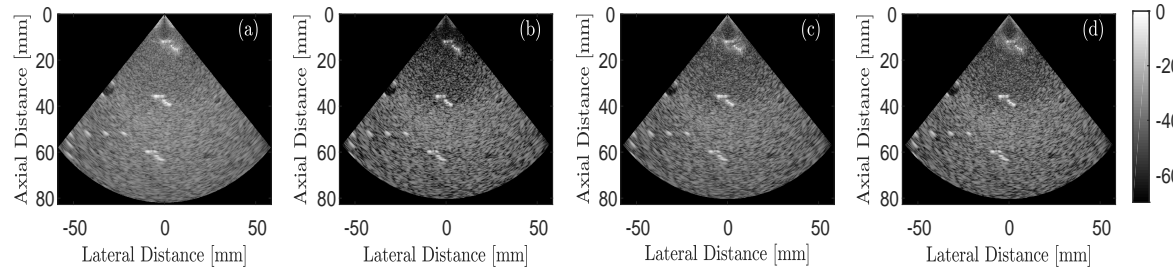 (a) (b) (c) (d)
0 0 0 0 0
20 20 20 20 -20
40 40 40 40 -40
60 60 60 60 -60
80 80 80 80
Axial Distance [mm] Axial Distance [mm] Axial Distance [mm] Axial Distance [mm]
-50 0 50 -50 0 50 -50 0 50 -50 0 50
Lateral Distance [mm] Lateral Distance [mm] Lateral Distance [mm] Lateral Distance [mm]